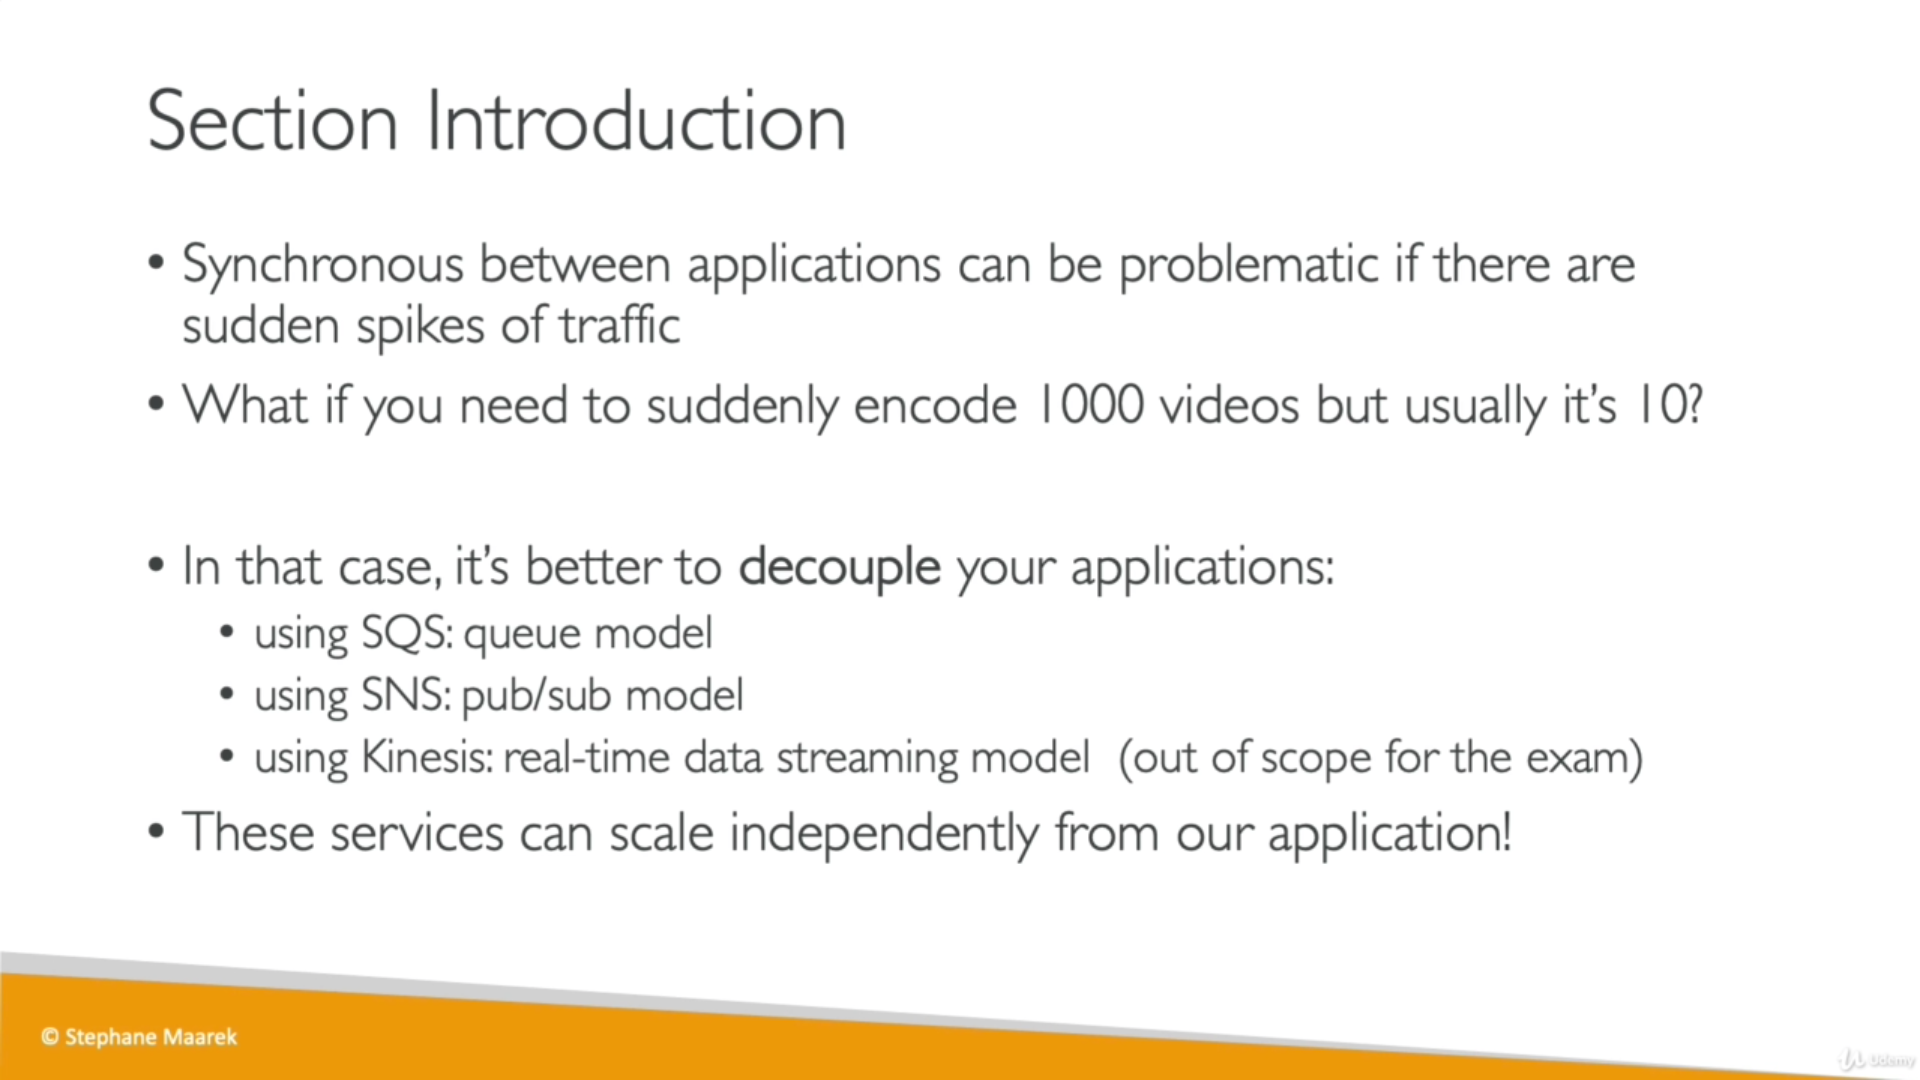 Section Introduction
• Synchronous between applications can be problematic if there are
sudden spikes of traffic
• What if you need to suddenly encode 1000 videos but usually it’s 10?
• In that case, it’s better to decouple your applications:
• using SQS: queue model
• using SNS: pub/sub model
• using Kinesis: real-time data streaming model (out of scope for the exam)
• These services can scale independently from our application!
© Stephane Maarek
Udemy